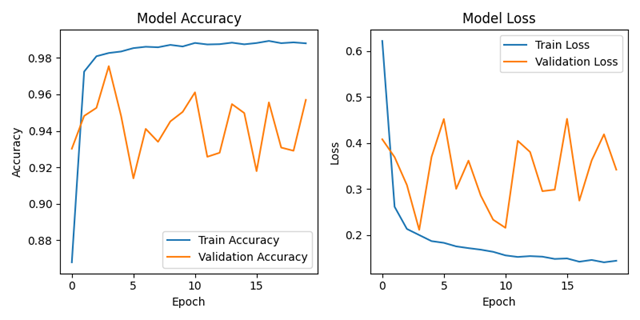 Model Accuracy
0.98
0.96
0.94
0.92
0.90
0.88
Accuracy
0
5
10
15
Epoch
Train Accuracy
Validation Accuracy
Model Loss
0.6
0.5
0.4
0.3
0.2
Loss
0
5
10
15
Epoch
Train Loss
Validation Loss